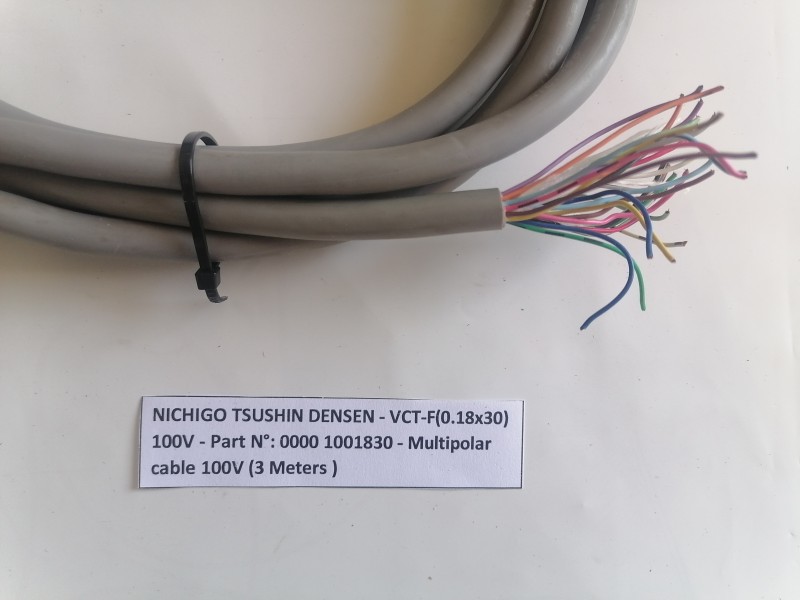 NICHIGO TSUSHIN DENSEN - VCT-F(0.18x30)
100V - Part N°: 0000 1001830 - Multipolar
cable 100V (3 Meters )